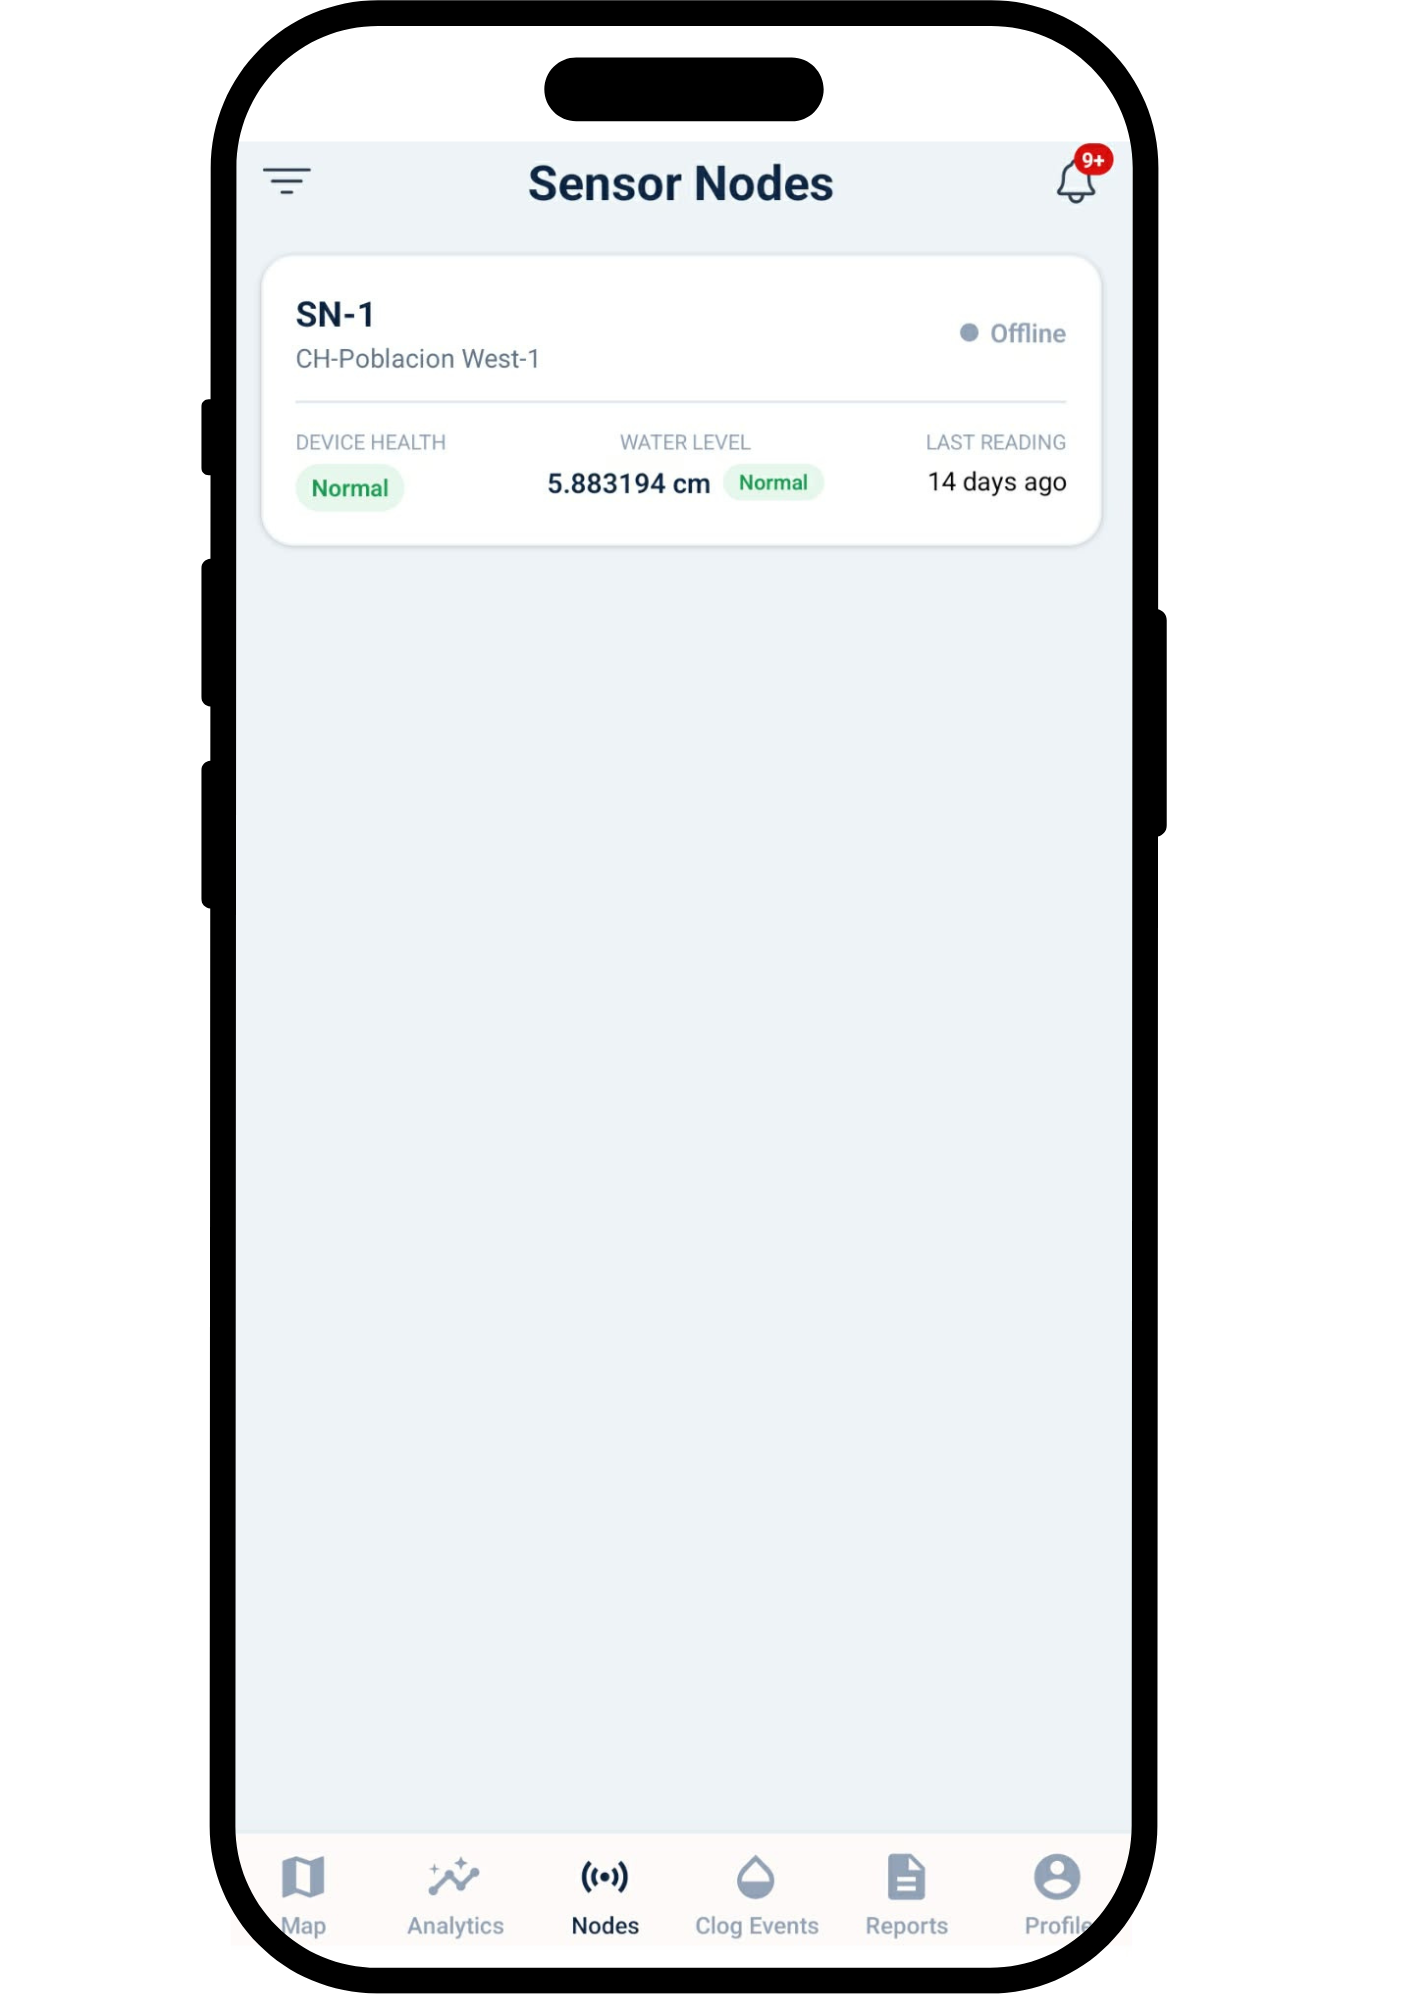 Sensor Nodes
9+
SN-1
CH-Poblacion West-1
Offline
DEVICE HEALTH
WATER LEVEL
LAST READING
Normal
5.883194 cm
Normal
14 days ago
Map
Analytics
Nodes
Clog Events
Reports
Profile